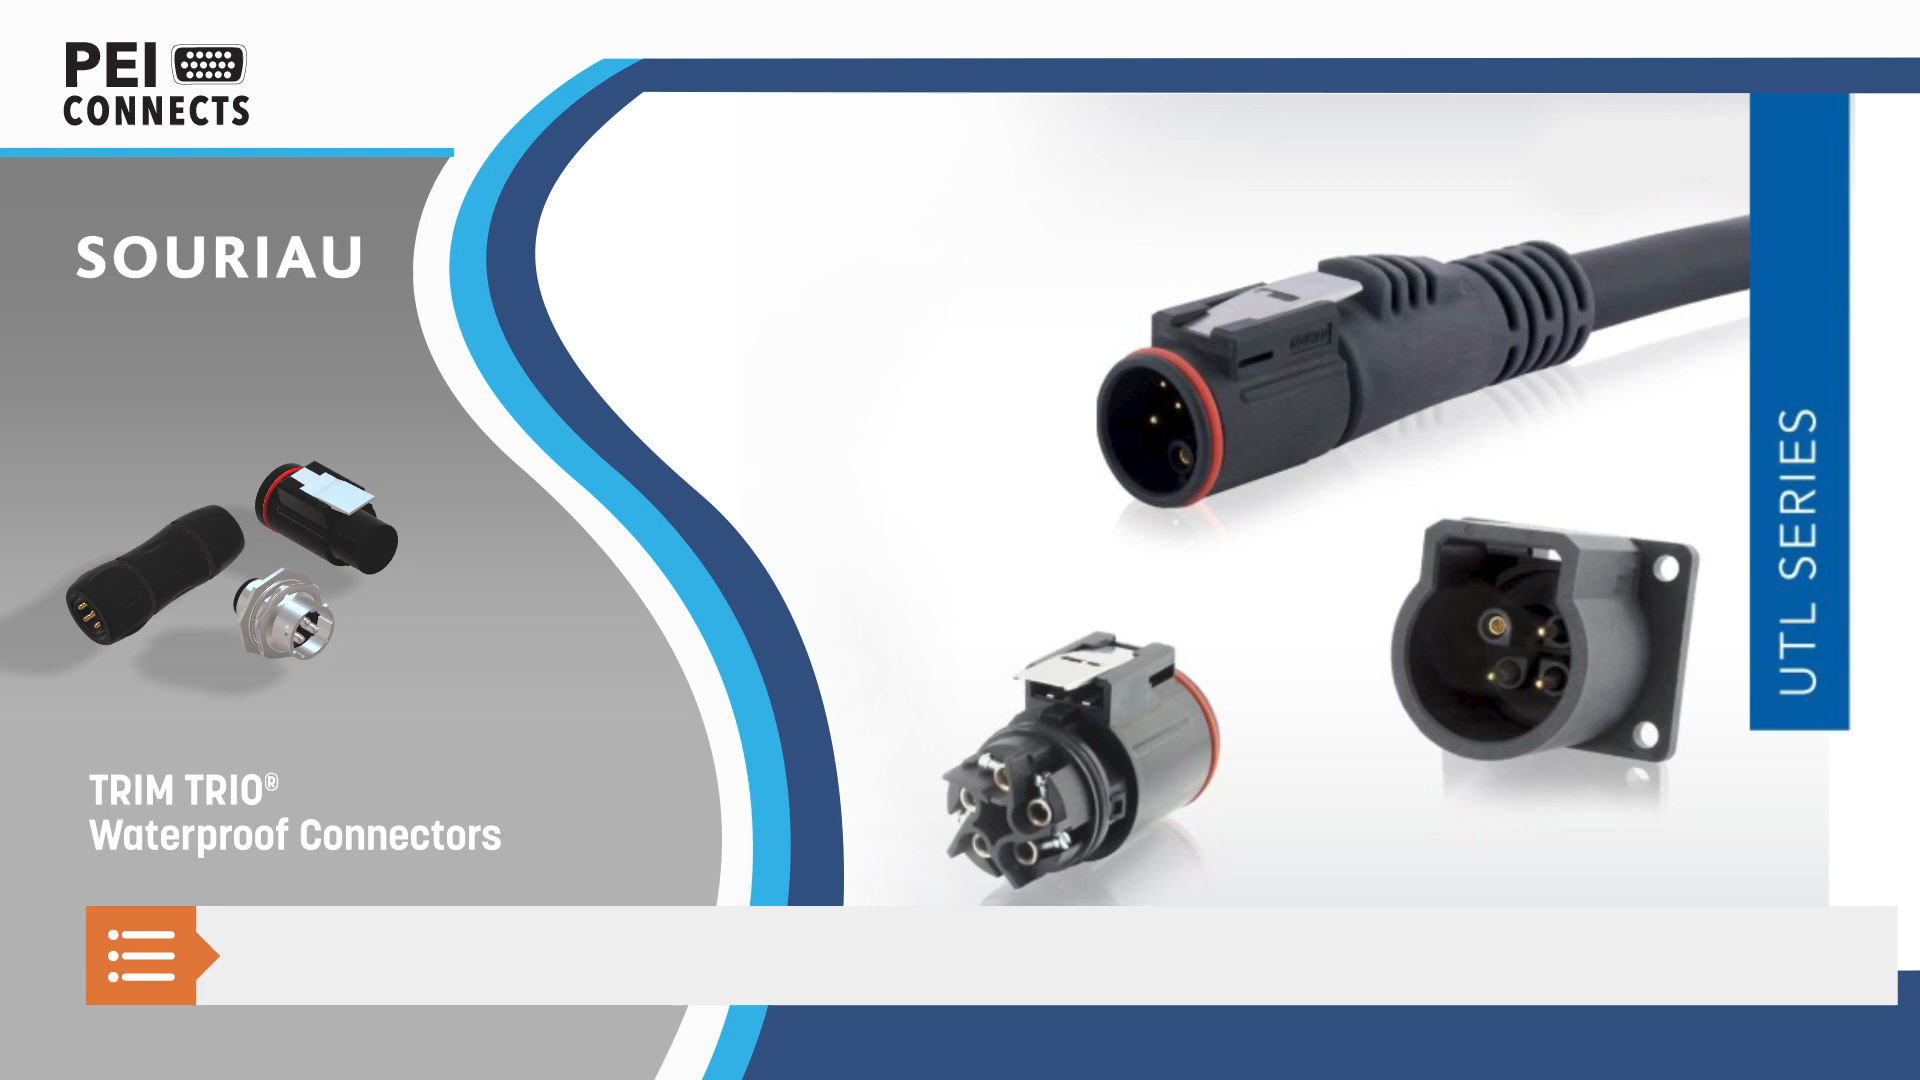 PEI
CONNECTS
SOURIAU
TRIM TRIO®
Waterproof Connectors
UTL SERIES